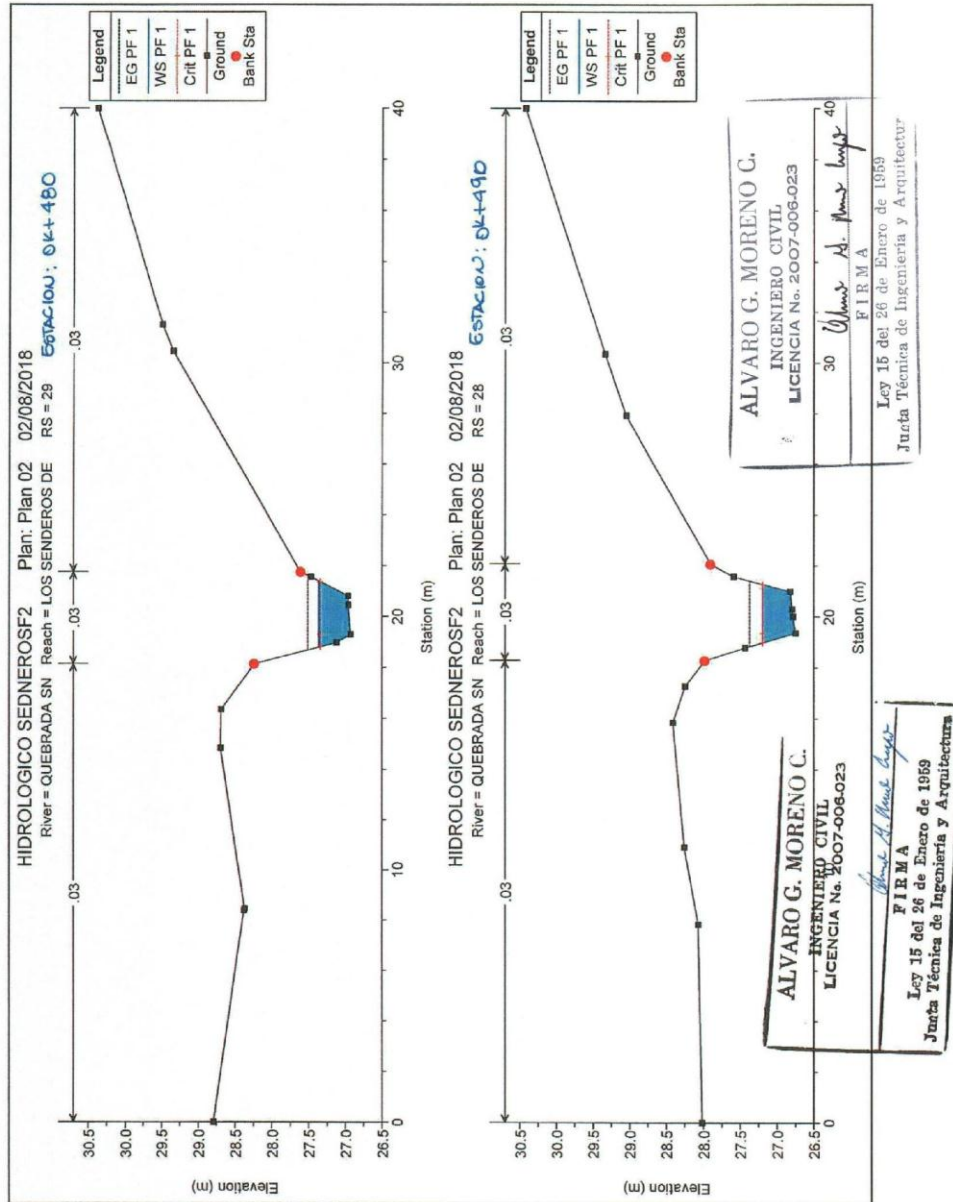 HIDROLOGICO SEDNEROSF2 Plan: Plan 02 02/08/2018
River = QUEBRADA SN Reach = LOS SENDEROS DE RS = 29 ESTACION: 0K+480
.03
.03
.03
Legend
EG PF 1
WS PF 1
Crit PF 1
Ground
Bank Sta
30.5
30.0
29.5
29.0
28.5
28.0
27.5
27.0
26.5
Elevation (m)
0
10
20
30
40
Station (m)
HIDROLOGICO SEDNEROSF2 Plan: Plan 02 02/08/2018
River = QUEBRADA SN Reach = LOS SENDEROS DE RS = 28 ESTACION: 0K+490
.03
.03
.03
Legend
EG PF 1
WS PF 1
Crit PF 1
Ground
Bank Sta
30.5
30.0
29.5
29.0
28.5
28.0
27.5
27.0
26.5
Elevation (m)
0
10
20
30
40
Station (m)
ALVARO G. MORENO C.
INGENIERO CIVIL
LICENCIA No. 2007-006-023
FIRMA
Ley 15 del 26 de Enero de 1959
Junta Técnica de Ingeniería y Arquitectur
ALVARO G. MORENO C.
INGENIERO CIVIL
LICENCIA No. 2007-006-023
FIRMA
Ley 15 del 26 de Enero de 1959
Junta Técnica de Ingeniería y Arquitectura